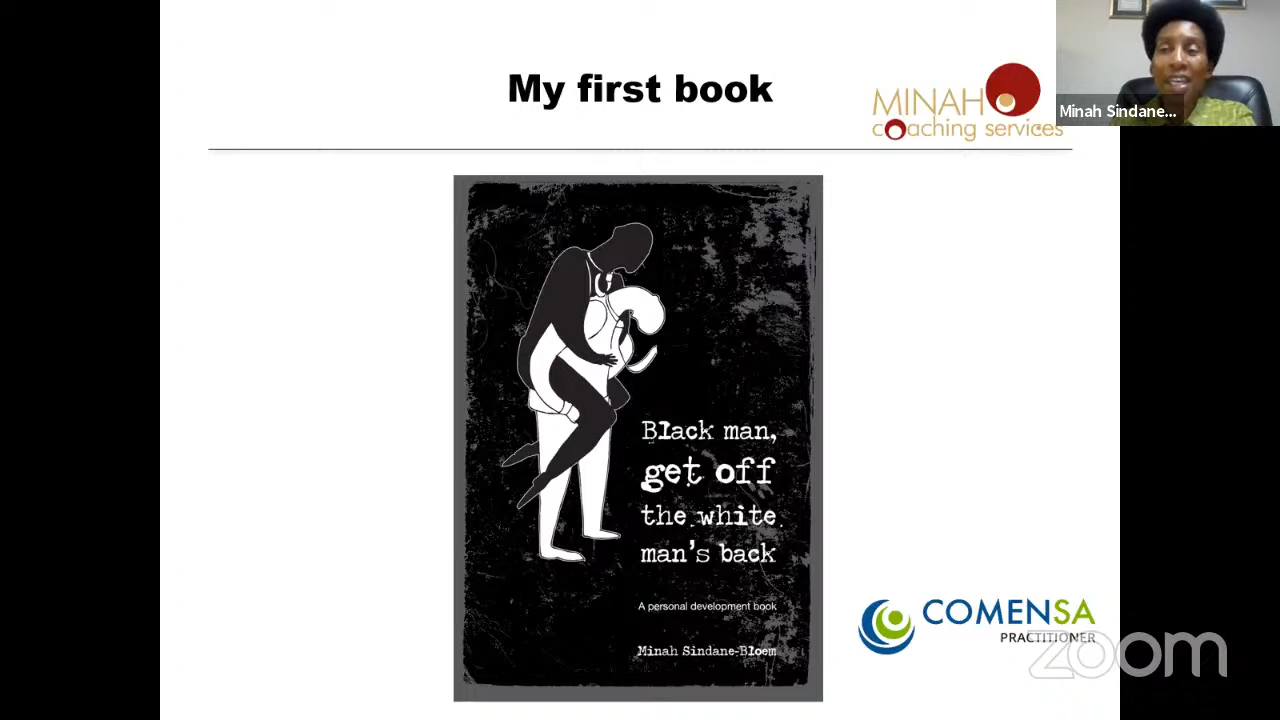 My first book
MINAH
coaching services
Minah Sindane...
Black man,
get off
the white
man's back
A personal development book
Minah Sindane-Bloem
COMENSA
PRACTITIONER
zoom